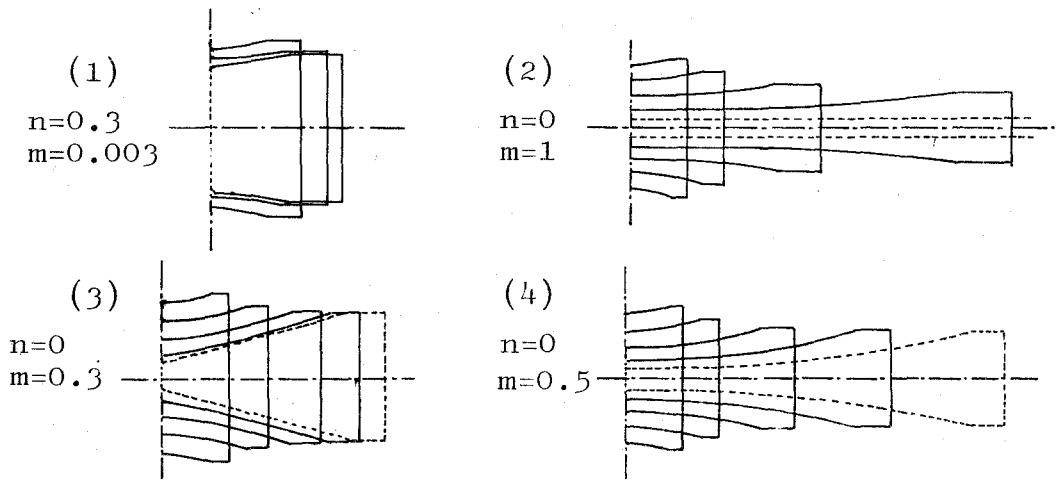 (1)
n=0.3
m=0.003
(2)
n=0
m=1
(3)
n=0
m=0.3
(4)
n=0
m=0.5